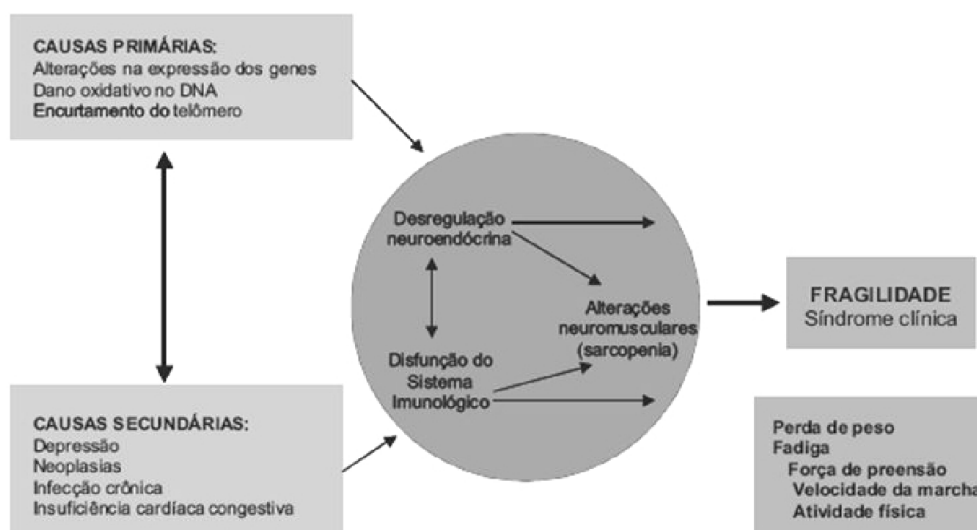 CAUSAS PRIMÁRIAS:
Alterações na expressão dos genes
Dano oxidativo no DNA
Encurtamento do telômero
Desregulação
neuroendócrina
Alterações
neuromusculares
(sarcopenia)
Disfunção do
Sistema
Imunológico
FRAGILIDADE
Síndrome clínica
CAUSAS SECUNDÁRIAS:
Depressão
Neoplasias
Infecção crônica
Insuficiência cardíaca congestiva
Perda de peso
Fadiga
Força de preensão
Velocidade da marcha
Atividade física